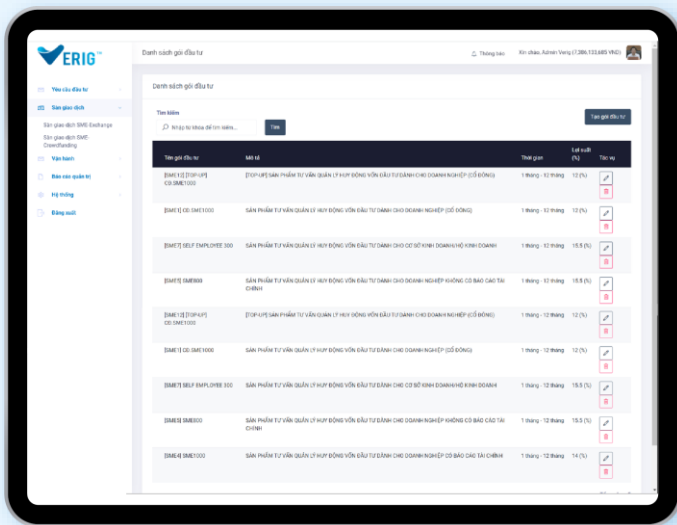 VERIG™
Danh sách gói đầu tư
Thông báo
Xin chào, Admin Verig (7,386,133,685 VND)
Yêu cầu đầu tư
Sàn giao dịch
Sàn giao dịch SME-Exchange
Sàn giao dịch SME-
Crowdfunding
Vận hành
Báo cáo quản trị
Hệ thống
Đăng xuất
Danh sách gói đầu tư
Tìm kiếm
Nhập từ khóa để tìm kiếm...
Tìm
Tạo gói đầu tư
Tên gói đầu tư Mô tả Thời gian Lợi suất
(%) Tác vụ
[SME12] [TOP-UP] [TOP-UP] SẢN PHẨM TƯ VẤN QUẢN LÝ HUY ĐỘNG VỐN ĐẦU TƯ DÀNH CHO DOANH NGHIỆP (CỔ ĐÔNG) 1 tháng - 12 tháng 12 (%)
CD SME1000
[SME1] CD SME1000 SẢN PHẨM TƯ VẤN QUẢN LÝ HUY ĐỘNG VỐN ĐẦU TƯ DÀNH CHO DOANH NGHIỆP (CỔ ĐÔNG) 1 tháng - 12 tháng 12 (%)
[SME7] SELF EMPLOYEE 300 SẢN PHẨM TƯ VẤN QUẢN LÝ HUY ĐỘNG VỐN ĐẦU TƯ DÀNH CHO CƠ SỞ KINH DOANH/HỘ KINH DOANH 1 tháng - 12 tháng 15.5 (%)
[SME5] SME800 SẢN PHẨM TƯ VẤN QUẢN LÝ HUY ĐỘNG VỐN ĐẦU TƯ DÀNH CHO DOANH NGHIỆP KHÔNG CÓ BÁO CÁO TÀI 1 tháng - 12 tháng 15.5 (%)
CHÍNH
[SME12] [TOP-UP] [TOP-UP] SẢN PHẨM TƯ VẤN QUẢN LÝ HUY ĐỘNG VỐN ĐẦU TƯ DÀNH CHO DOANH NGHIỆP (CỔ ĐÔNG) 1 tháng - 12 tháng 12 (%)
CD SME1000
[SME1] CD SME1000 SẢN PHẨM TƯ VẤN QUẢN LÝ HUY ĐỘNG VỐN ĐẦU TƯ DÀNH CHO DOANH NGHIỆP (CỔ ĐÔNG) 1 tháng - 12 tháng 12 (%)
[SME7] SELF EMPLOYEE 300 SẢN PHẨM TƯ VẤN QUẢN LÝ HUY ĐỘNG VỐN ĐẦU TƯ DÀNH CHO CƠ SỞ KINH DOANH/HỘ KINH DOANH 1 tháng - 12 tháng 15.5 (%)
[SME5] SME800 SẢN PHẨM TƯ VẤN QUẢN LÝ HUY ĐỘNG VỐN ĐẦU TƯ DÀNH CHO DOANH NGHIỆP KHÔNG CÓ BÁO CÁO TÀI 1 tháng - 12 tháng 15.5 (%)
CHÍNH
[SME4] SME1000 SẢN PHẨM TƯ VẤN QUẢN LÝ HUY ĐỘNG VỐN ĐẦU TƯ DÀNH CHO DOANH NGHIỆP CÓ BÁO CÁO TÀI CHÍNH 1 tháng - 12 tháng 14 (%)